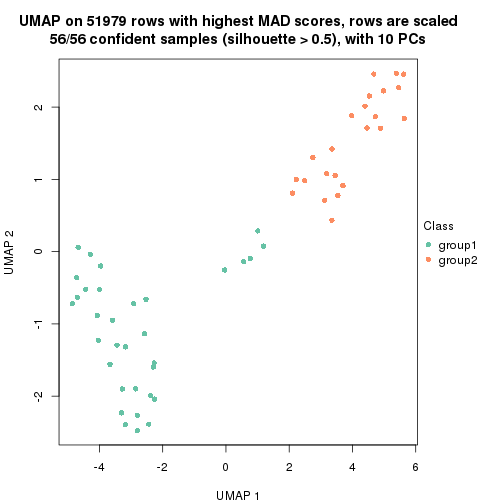 UMAP on 51979 rows with highest MAD scores, rows are scaled
56/56 confident samples (silhouette > 0.5), with 10 PCs
2
1
0
-1
-2
UMAP 2
-4
-2
0
2
4
6
UMAP 1
Class
group1
group2